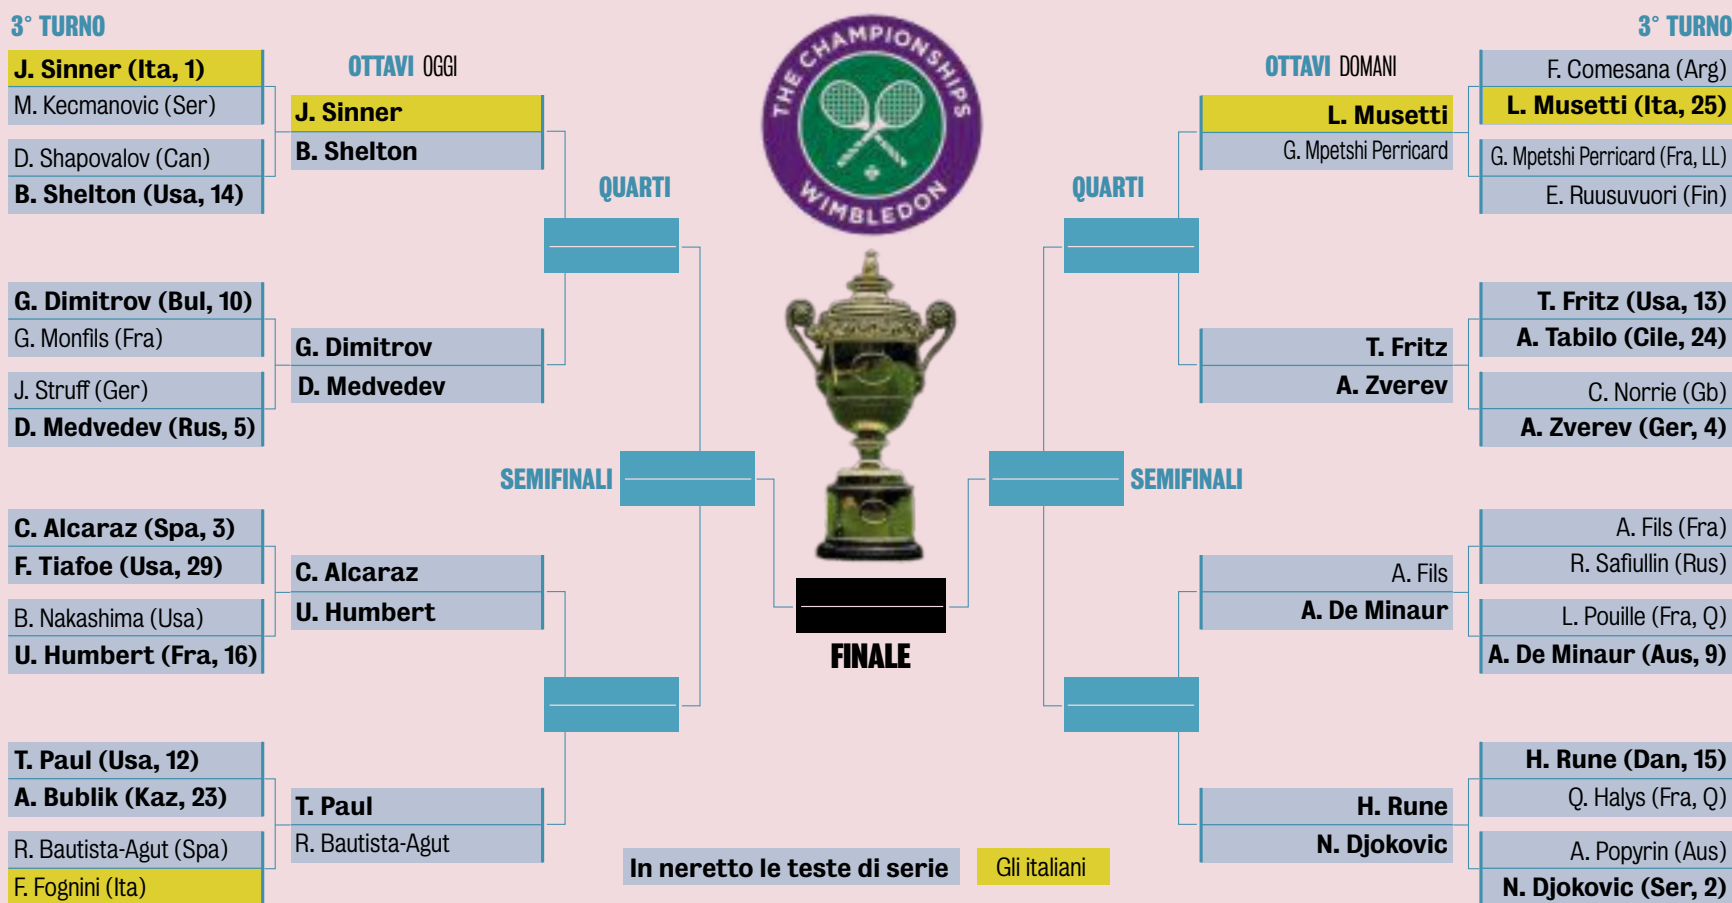 3° TURNO
J. Sinner (Ita, 1)
M. Kecmanovic (Ser)
D. Shapovalov (Can)
B. Shelton (Usa, 14)
G. Dimitrov (Bul, 10)
G. Monfils (Fra)
J. Struff (Ger)
D. Medvedev (Rus, 5)
C. Alcaraz (Spa, 3)
F. Tiafoe (Usa, 29)
B. Nakashima (Usa)
U. Humbert (Fra, 16)
T. Paul (Usa, 12)
A. Bublik (Kaz, 23)
R. Bautista-Agut (Spa)
F. Fognini (Ita)
OTTAVI OGGI
J. Sinner
B. Shelton
G. Dimitrov
D. Medvedev
C. Alcaraz
U. Humbert
T. Paul
R. Bautista-Agut
QUARTI
SEMIFINALI
THE CHAMPIONSHIPS
WIMBLEDON
FINALE
In neretto le teste di serie
Gli italiani
SEMIFINALI
QUARTI
OTTAVI DOMANI
L. Musetti
G. Mpetshi Perricard
T. Fritz
A. Zverev
A. Fils
A. De Minaur
H. Rune
N. Djokovic
3° TURNO
F. Comesana (Arg)
L. Musetti (Ita, 25)
G. Mpetshi Perricard (Fra, LL)
E. Ruusuvuori (Fin)
T. Fritz (Usa, 13)
A. Tabilo (Cile, 24)
C. Norrie (Gb)
A. Zverev (Ger, 4)
A. Fils (Fra)
R. Safiullin (Rus)
L. Pouille (Fra, Q)
A. De Minaur (Aus, 9)
H. Rune (Dan, 15)
Q. Halys (Fra, Q)
A. Popyrin (Aus)
N. Djokovic (Ser, 2)